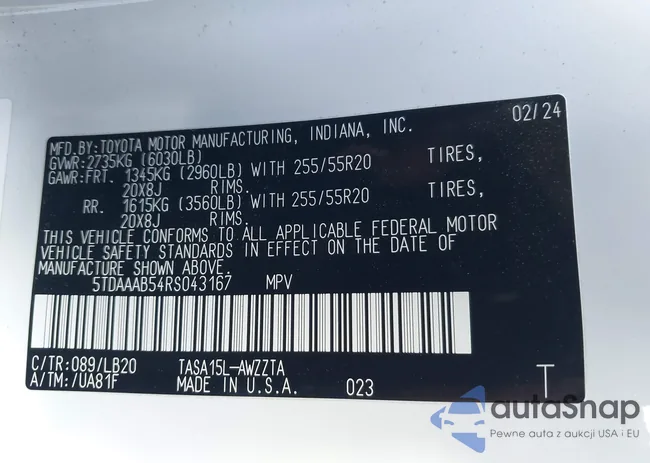 02/24
MFD.BY:TOYOTA MOTOR MANUFACTURING, INDIANA, INC.
GVWR:2735KG (6030LB)
GAWR:FRT. 1345KG (2960LB) WITH 255/55R20 TIRES,
20X8J RIMS.
RR. 1615KG (3560LB) WITH 255/55R20 TIRES,
20X8J RIMS.
THIS VEHICLE CONFORMS TO ALL APPLICABLE FEDERAL MOTOR
VEHICLE SAFETY STANDARDS IN EFFECT ON THE DATE OF
MANUFACTURE SHOWN ABOVE.
5TDAAAB54RS043167 MPV
C/TR:089/LB20 TASA15L-AWZZTA
A/TM:/UA81F MADE IN U.S.A. 023 T
autoSnap
Pewne auta z aukcji USA i EU